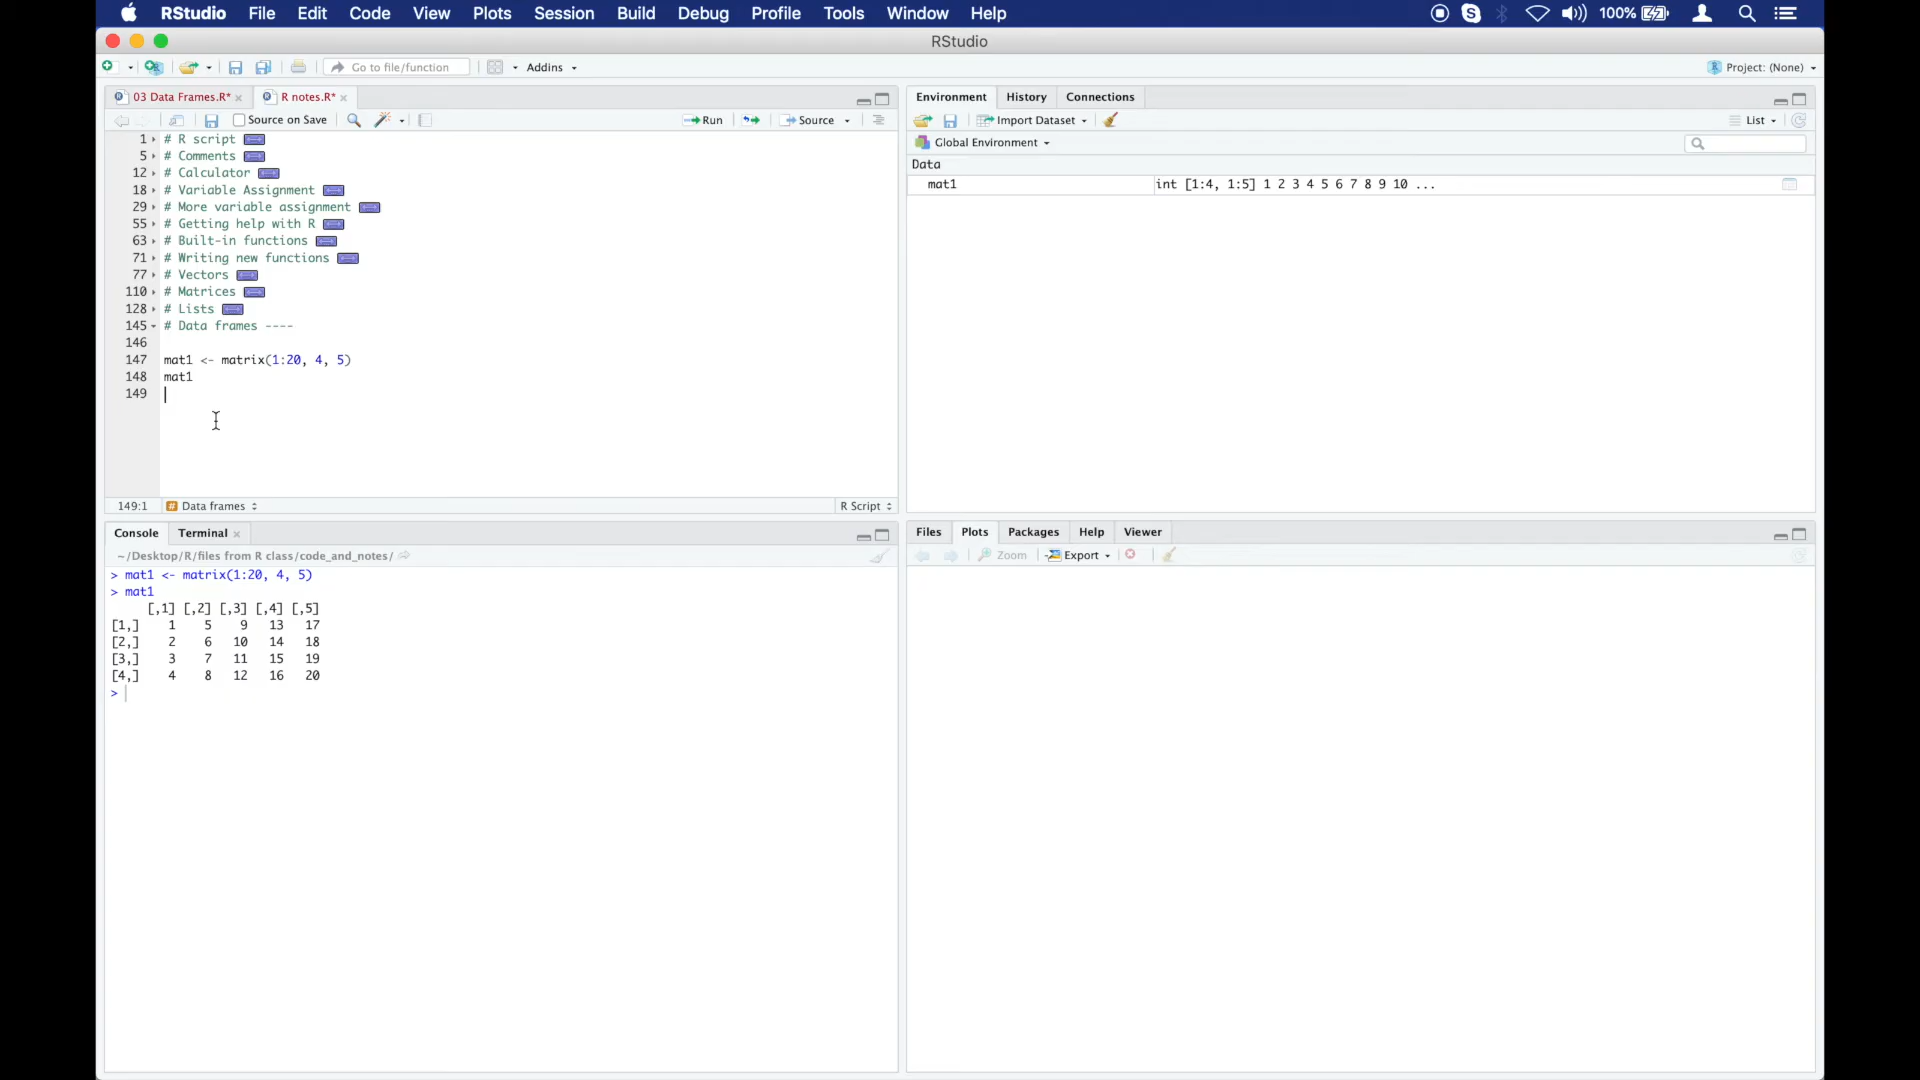 RStudio File Edit Code View Plots Session Build Debug Profile Tools Window Help 100%
RStudio
Go to file/function Addins Project: (None)
03 Data Frames.R* R notes.R*
Source on Save Run Source
1 # R script
5 # Comments
12 # Calculator
18 # Variable Assignment
29 # More variable assignment
55 # Getting help with R
63 # Built-in functions
71 # Writing new functions
77 # Vectors
110 # Matrices
128 # Lists
145 # Data frames ----
146
147 mat1 <- matrix(1:20, 4, 5)
148 mat1
149
149:1 Data frames R Script
Console Terminal
~/Desktop/R/files from R class/code_and_notes/
> mat1 <- matrix(1:20, 4, 5)
> mat1
[,1] [,2] [,3] [,4] [,5]
[1,] 1 5 9 13 17
[2,] 2 6 10 14 18
[3,] 3 7 11 15 19
[4,] 4 8 12 16 20
>
Environment History Connections
Import Dataset List
Global Environment
Data
mat1 int [1:4, 1:5] 1 2 3 4 5 6 7 8 9 10 ...
Files Plots Packages Help Viewer
Zoom Export